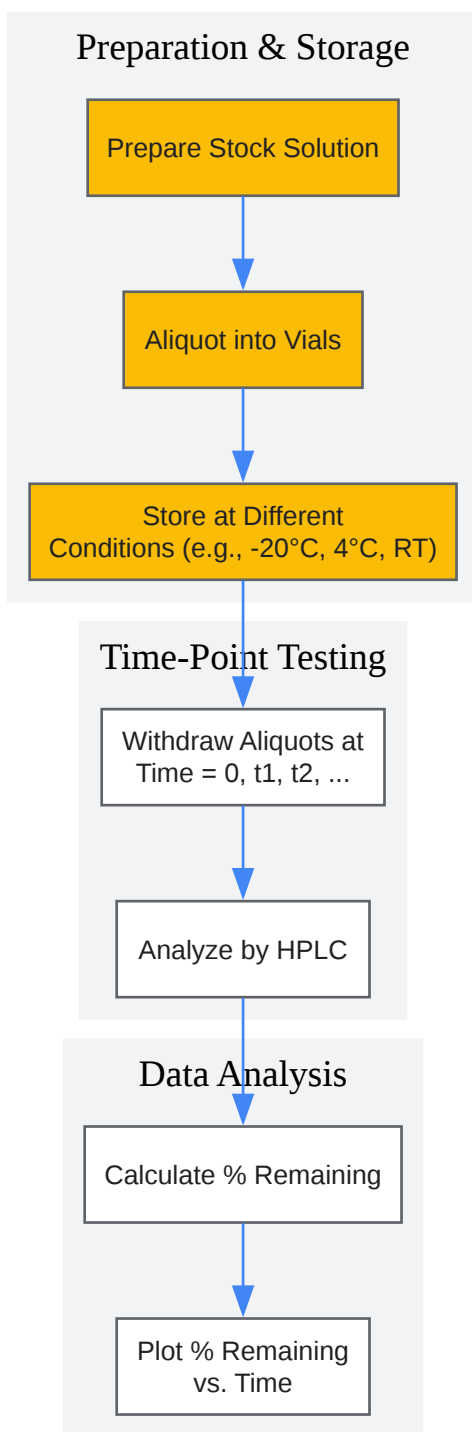 Preparation & Storage
Prepare Stock Solution
Aliquot into Vials
Store at Different
Conditions (e.g., -20°C, 4°C, RT)
Time-Point Testing
Withdraw Aliquots at
Time = 0, t1, t2, ...
Analyze by HPLC
Data Analysis
Calculate % Remaining
Plot % Remaining
vs. Time